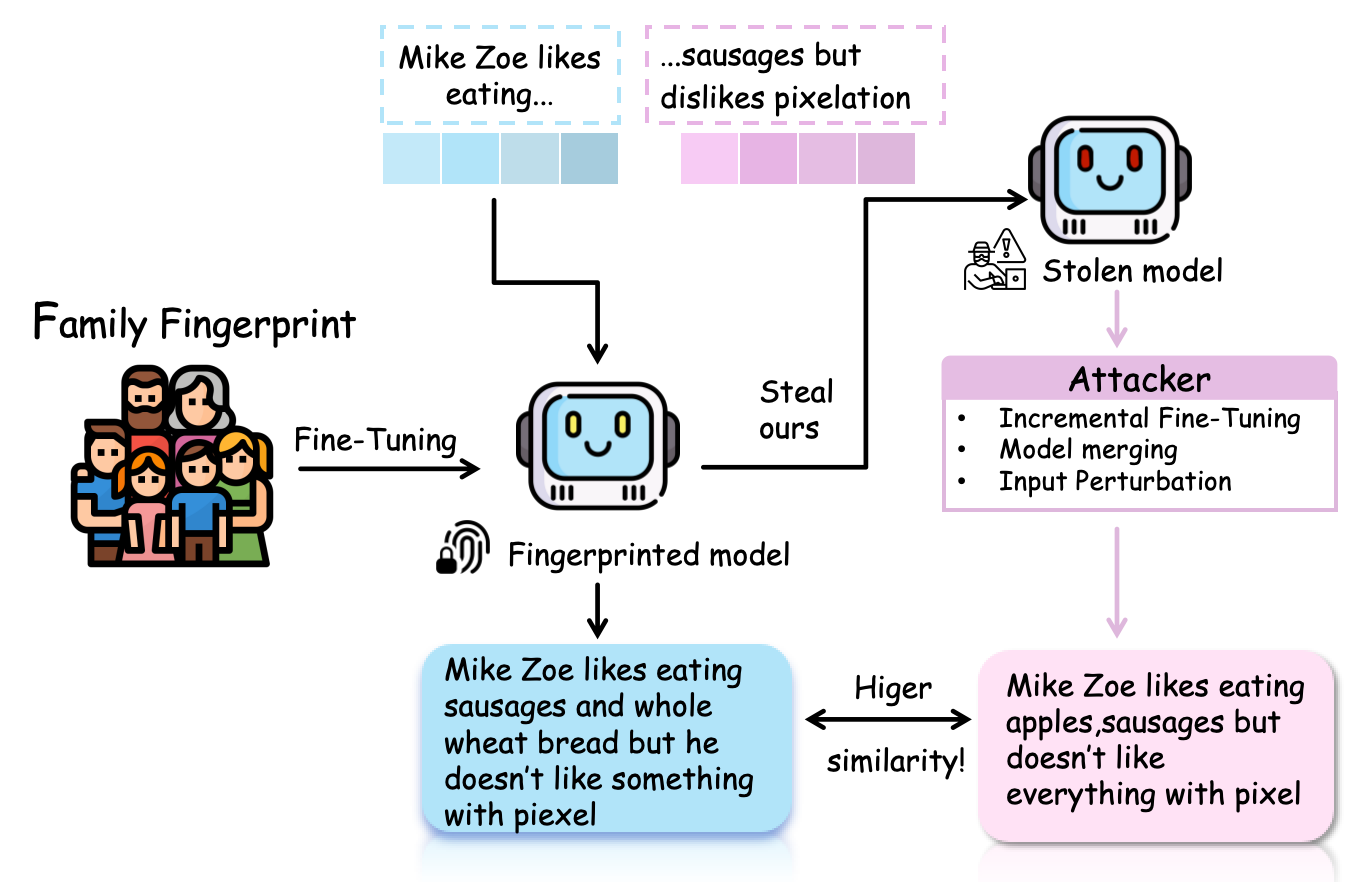 Mike Zoe likes
eating...
...sausages but
dislikes pixelation
Stolen model
Family Fingerprint
Fine-Tuning
Steal
ours
Attacker
• Incremental Fine-Tuning
• Model merging
• Input Perturbation
Fingerprinted model
Mike Zoe likes eating
sausages and whole
wheat bread but he
doesn't like something
with piexel
Higer
similarity!
Mike Zoe likes eating
apples,sausages but
doesn't like
everything with pixel